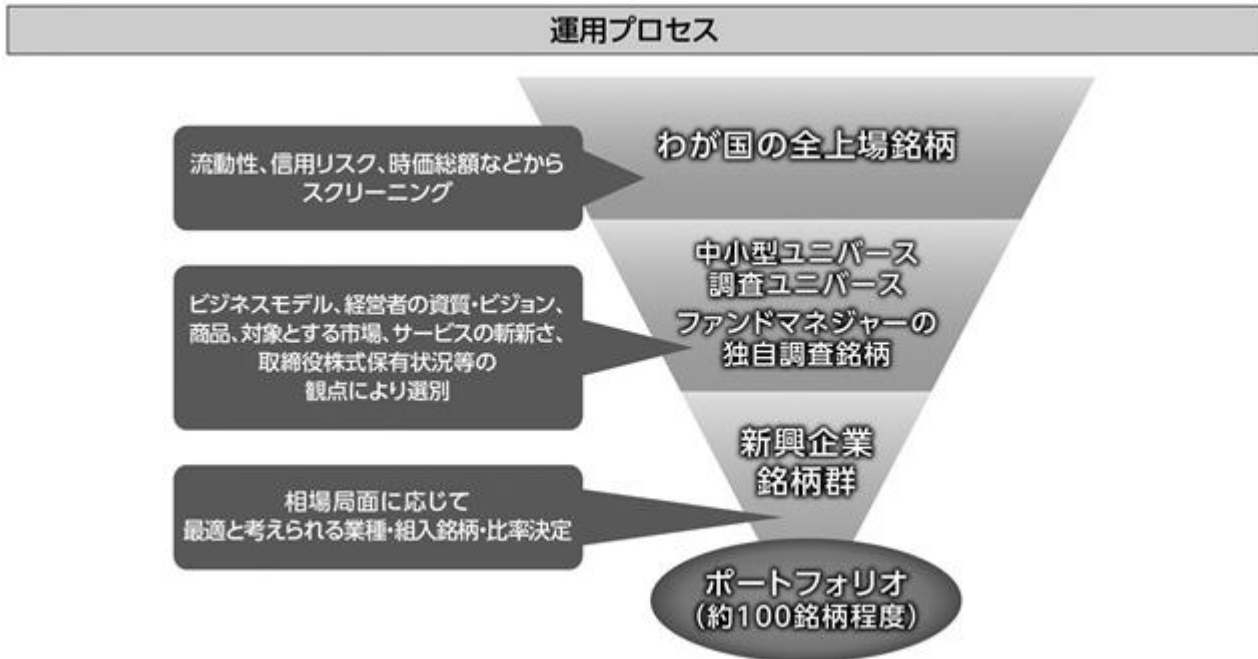 運用プロセス
わが国の全上場銘柄
流動性、信用リスク、時価総額などから
スクリーニング
中小型ユニバース
調査ユニバース
ファンドマネジャーの
独自調査銘柄
ビジネスモデル、経営者の資質・ビジョン、
商品、対象とする市場、サービスの斬新さ、
取締役株式保有状況等の
観点により選別
新興企業
銘柄群
相場局面に応じて
最適と考えられる業種・組入銘柄・比率決定
ポートフォリオ
(約100銘柄程度)